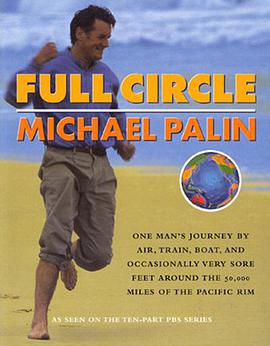 FULL CIRCLE
MICHAEL PALIN
ONE MAN'S JOURNEY BY
AIR, TRAIN, BOAT, AND
OCCASIONALLY VERY SORE
FEET AROUND THE 50,000
MILES OF THE PACIFIC RIM
AS SEEN ON THE TEN-PART PBS SERIES